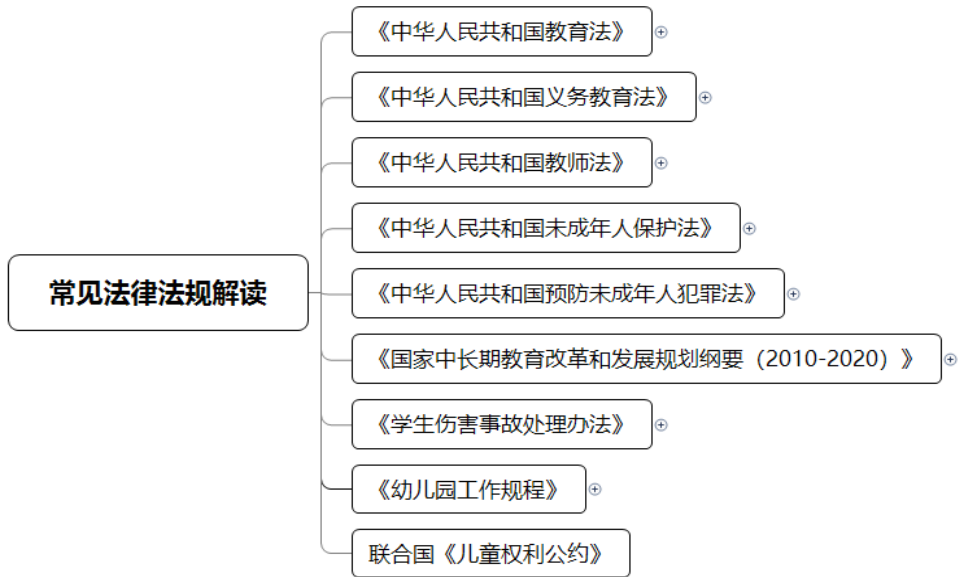 常见法律法规解读
《中华人民共和国教育法》
《中华人民共和国义务教育法》
《中华人民共和国教师法》
《中华人民共和国未成年人保护法》
《中华人民共和国预防未成年人犯罪法》
《国家中长期教育改革和发展规划纲要（2010-2020）》
《学生伤害事故处理办法》
《幼儿园工作规程》
联合国《儿童权利公约》